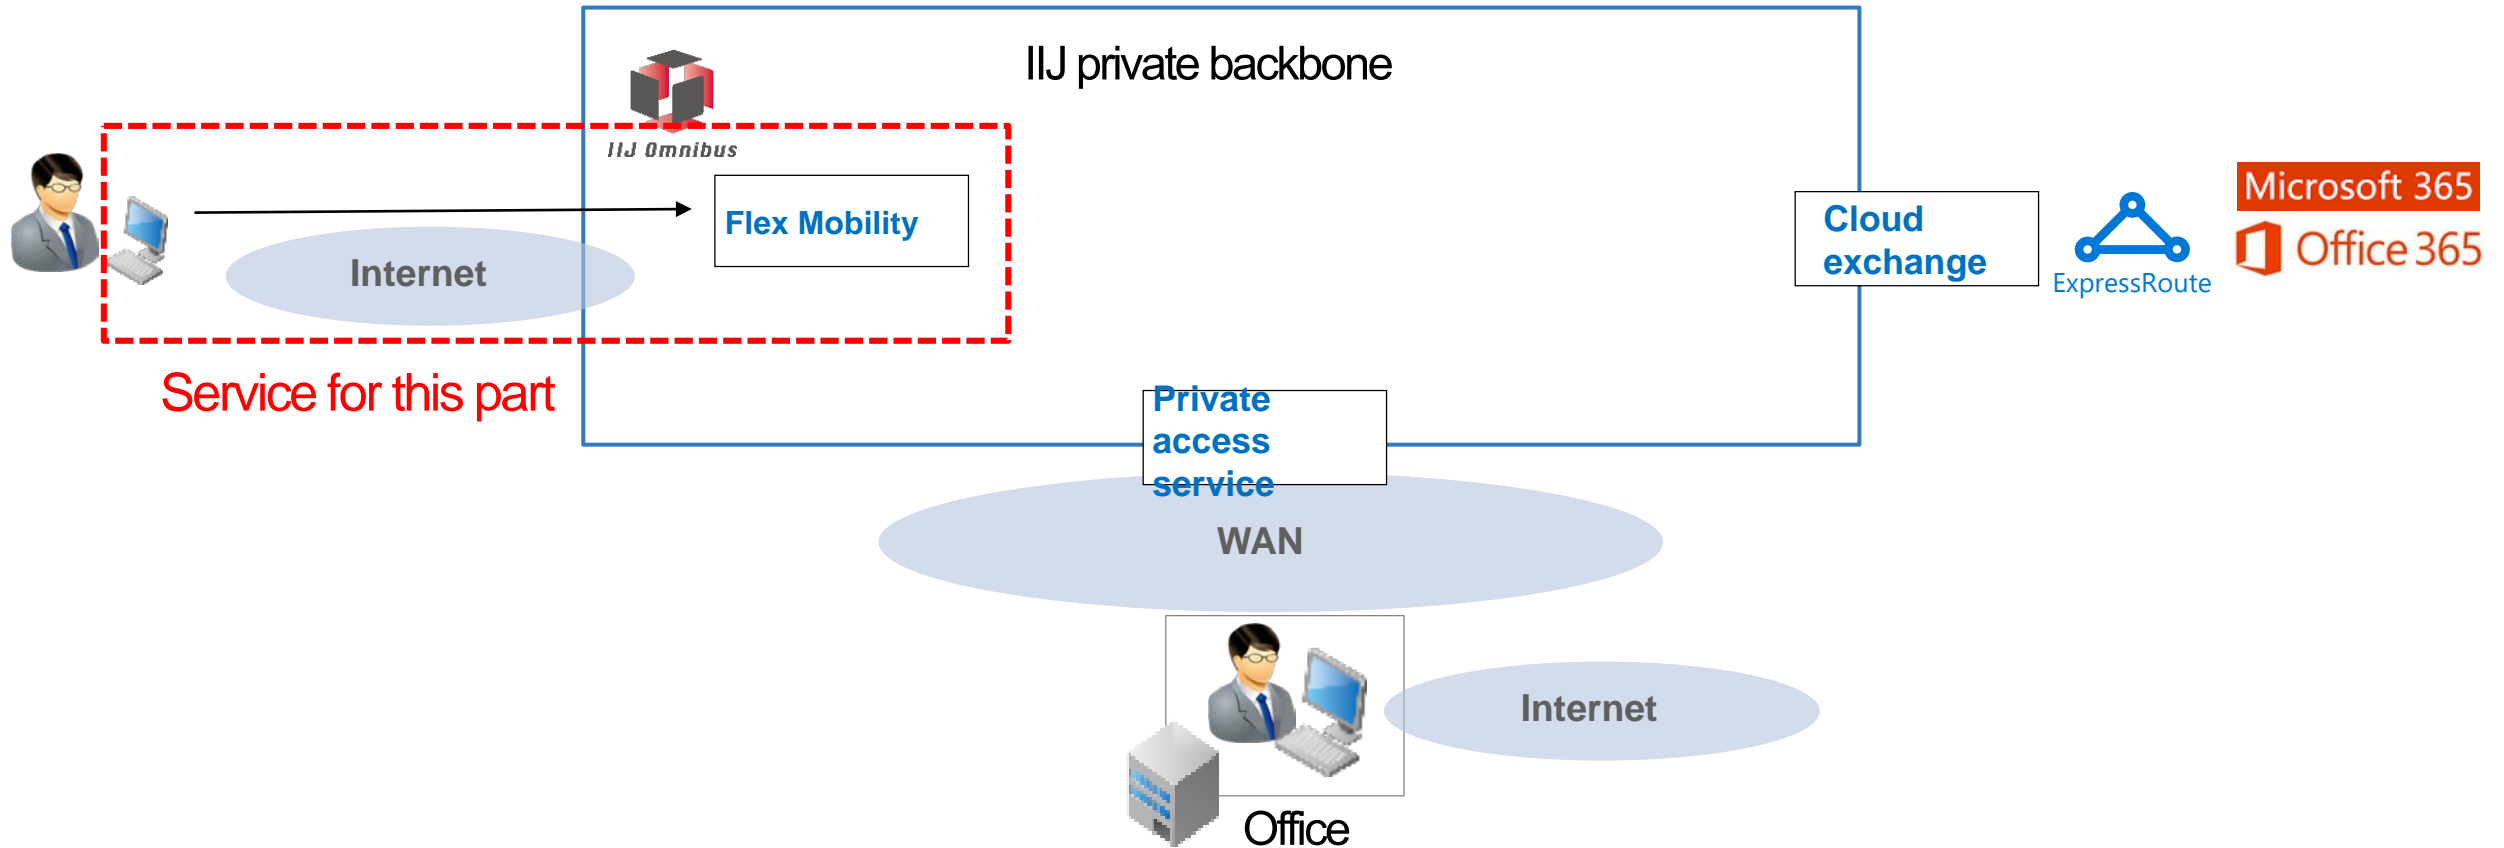 IIJ private backbone
IIJ Omnibus
Flex Mobility
Internet
Service for this part
Cloud
exchange
ExpressRoute
Microsoft 365
Office 365
Private
access
service
WAN
Internet
Office